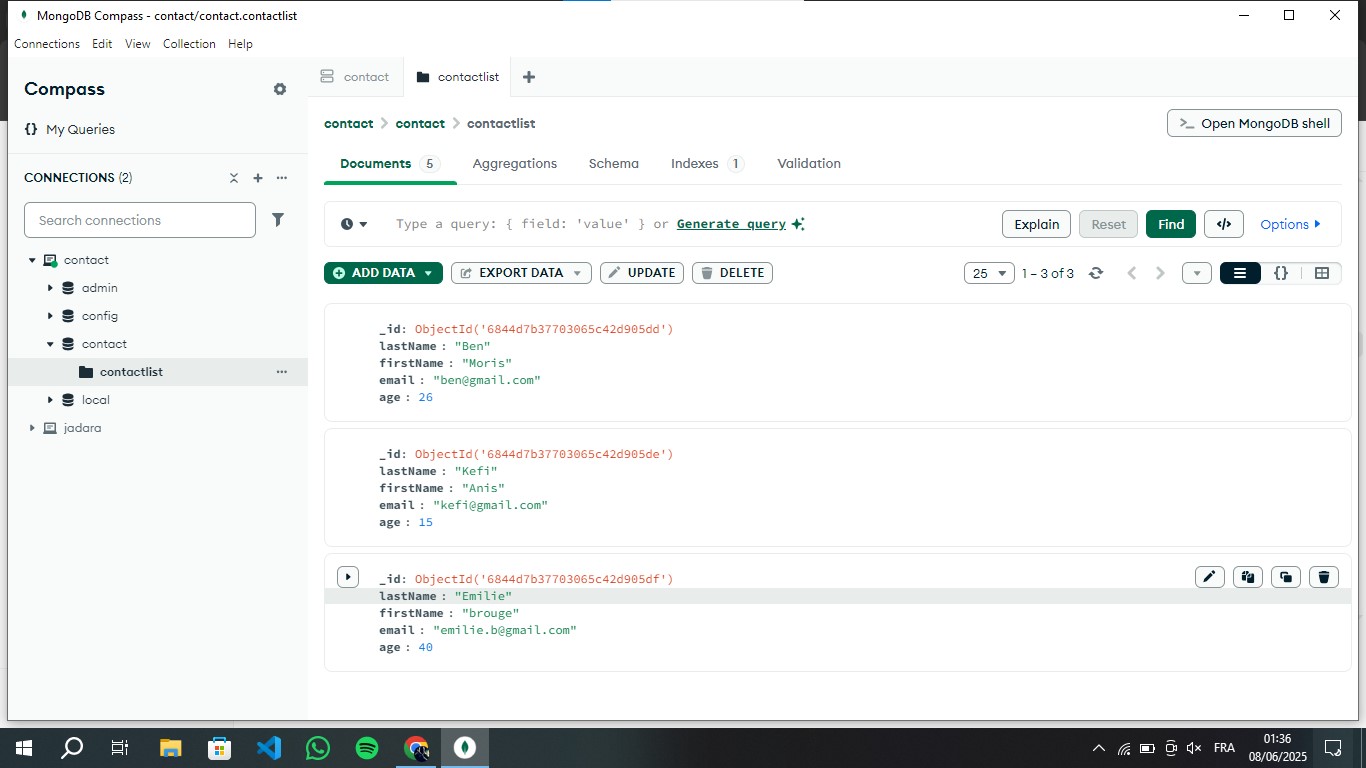 MongoDB Compass - contact/contact.contactlist
Connections Edit View Collection Help
Compass
My Queries
CONNECTIONS (2)
Search connections
contact
admin
config
contact
contactlist
local
jadara
contact contactlist
contact > contact > contactlist
>_ Open MongoDB shell
Documents 5 Aggregations Schema Indexes 1 Validation
Type a query: { field: 'value' } or Generate query
Explain Reset Find </> Options
ADD DATA EXPORT DATA UPDATE DELETE
25 1 – 3 of 3 {}
_id: ObjectId('6844d7b37703065c42d905dd')
lastName : "Ben"
firstName : "Moris"
email : "ben@gmail.com"
age : 26
_id: ObjectId('6844d7b37703065c42d905de')
lastName : "Kefi"
firstName : "Anis"
email : "kefi@gmail.com"
age : 15
_id: ObjectId('6844d7b37703065c42d905df')
lastName : "Emilie"
firstName : "brouge"
email : "emilie.b@gmail.com"
age : 40
FRA
01:36
08/06/2025